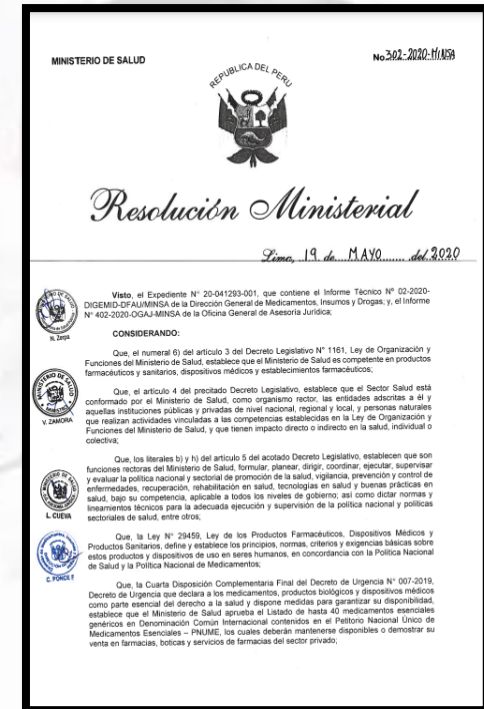 MINISTERIO DE SALUD
No 302-2020-MINSA
REPUBLICA DEL PERU
Resolución Ministerial
Lima, 19 de MAYO del 2020
Visto, el Expediente N° 20-041293-001, que contiene el Informe Técnico N° 02-2020-
DIGEMID-DFAU/MINSA de la Dirección General de Medicamentos, Insumos y Drogas; y, el Informe
N° 402-2020-OGAJ-MINSA de la Oficina General de Asesoría Jurídica;
N. Zerpa
CONSIDERANDO:
Que, el numeral 6) del artículo 3 del Decreto Legislativo N° 1161, Ley de Organización y
Funciones del Ministerio de Salud, establece que el Ministerio de Salud es competente en productos
farmacéuticos y sanitarios, dispositivos médicos y establecimientos farmacéuticos;
Que, el artículo 4 del precitado Decreto Legislativo, establece que el Sector Salud está
conformado por el Ministerio de Salud, como organismo rector, las entidades adscritas a él y
aquellas instituciones públicas y privadas de nivel nacional, regional y local, y personas naturales
que realizan actividades vinculadas a las competencias establecidas en la Ley de Organización y
Funciones del Ministerio de Salud, y que tienen impacto directo o indirecto en la salud, individual o
colectiva;
V. ZAMORA
Que, los literales b) y h) del artículo 5 del acotado Decreto Legislativo, establecen que son
funciones rectoras del Ministerio de Salud, formular, planear, dirigir, coordinar, ejecutar, supervisar
y evaluar la política nacional y sectorial de promoción de la salud, vigilancia, prevención y control de
enfermedades, recuperación, rehabilitación en salud, tecnologías en salud y buenas prácticas en
salud, bajo su competencia, aplicable a todos los niveles de gobierno; así como dictar normas y
lineamientos técnicos para la adecuada ejecución y supervisión de la política nacional y políticas
sectoriales de salud, entre otros;
L. CUEVA
Que, la Ley N° 29459, Ley de los Productos Farmacéuticos, Dispositivos Médicos y
Productos Sanitarios, define y establece los principios, normas, criterios y exigencias básicas sobre
estos productos y dispositivos de uso en seres humanos, en concordancia con la Política Nacional
de Salud y la Política Nacional de Medicamentos;
C. PONCE F
Que, la Cuarta Disposición Complementaria Final del Decreto de Urgencia N° 007-2019,
Decreto de Urgencia que declara a los medicamentos, productos biológicos y dispositivos médicos
como parte esencial del derecho a la salud y dispone medidas para garantizar su disponibilidad,
establece que el Ministerio de Salud aprueba el Listado de hasta 40 medicamentos esenciales
genéricos en Denominación Común Internacional contenidos en el Petitorio Nacional Único de
Medicamentos Esenciales – PNUME, los cuales deberán mantenerse disponibles o demostrar su
venta en farmacias, boticas y servicios de farmacias del sector privado;